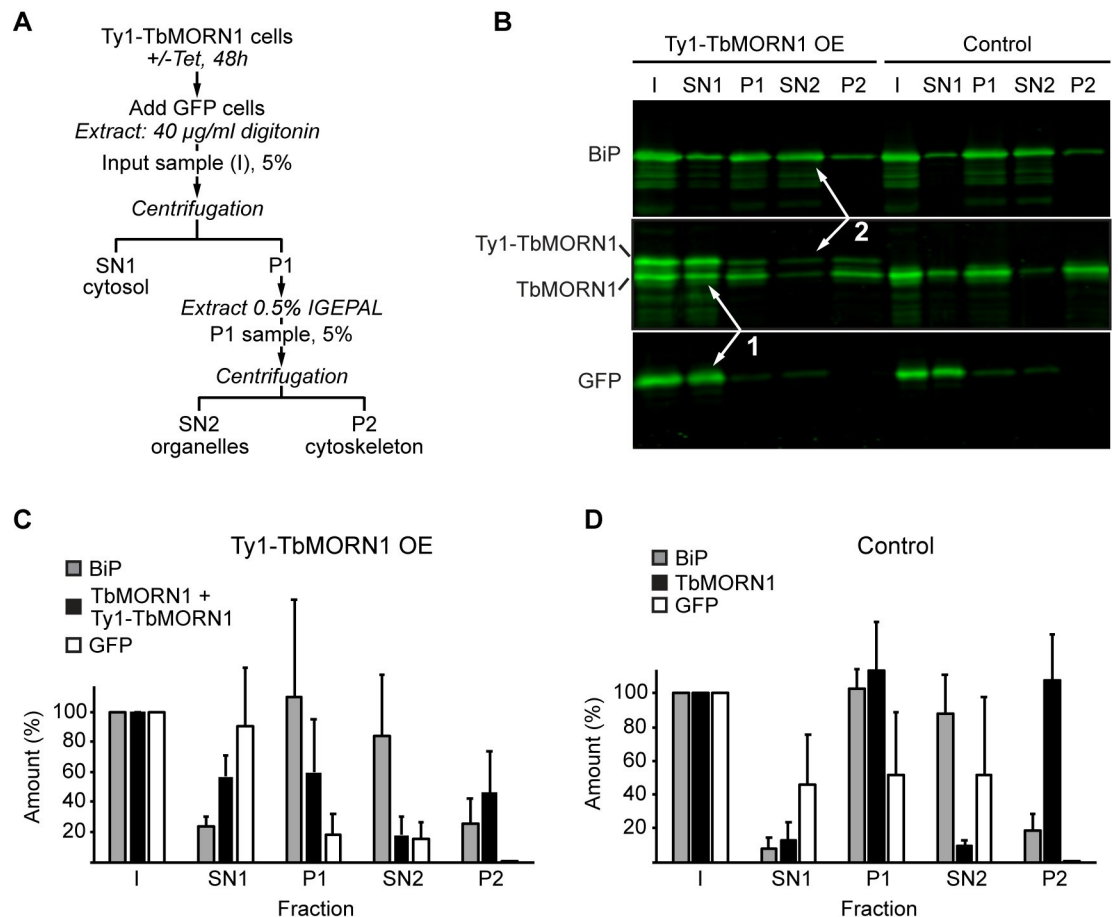 A
Ty1-TbMORN1 cells
+/-Tet, 48h
Add GFP cells
Extract: 40 µg/ml digitonin
Input sample (I), 5%
Centrifugation
SN1 P1
cytosol
Extract 0.5% IGEPAL
P1 sample, 5%
Centrifugation
SN2 P2
organelles cytoskeleton
B
Ty1-TbMORN1 OE Control
I SN1 P1 SN2 P2 I SN1 P1 SN2 P2
BiP
2
Ty1-TbMORN1
TbMORN1
1
GFP
C
Ty1-TbMORN1 OE
BiP
TbMORN1 +
Ty1-TbMORN1
GFP
Amount (%)
100
80
60
40
20
I SN1 P1 SN2 P2
Fraction
D
Control
BiP
TbMORN1
GFP
Amount (%)
100
80
60
40
20
I SN1 P1 SN2 P2
Fraction